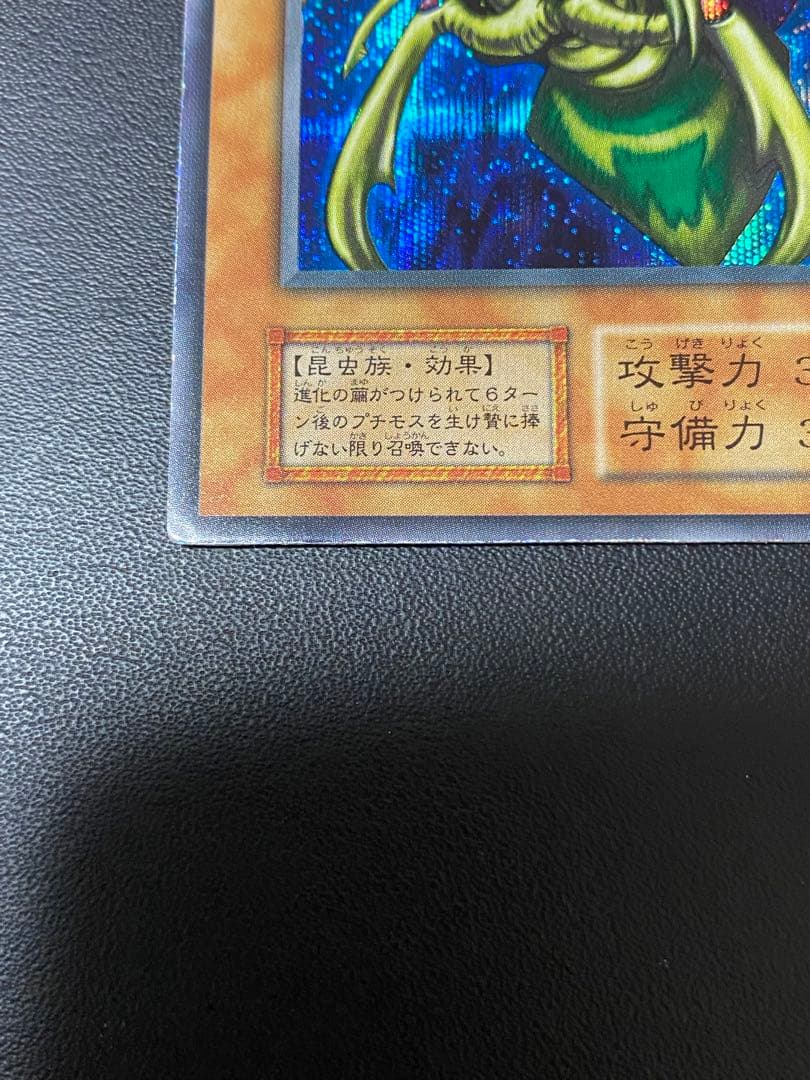 【昆虫族・効果】
進化の繭がつけられて6ター
ン後のプチモスを生け贄に捧
げない限り召喚できない。
攻撃力 3
守備力 3